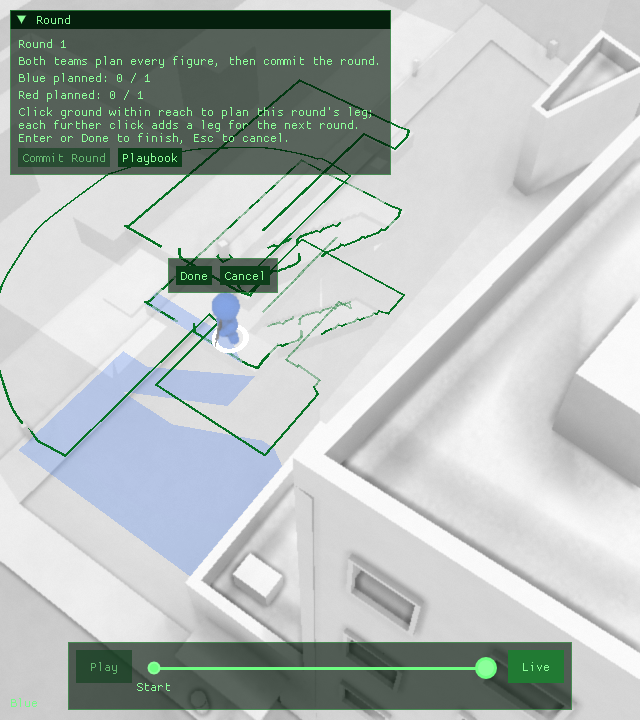 ▼ Round
Round 1
Both teams plan every figure, then commit the round.
Blue planned: 0 / 1
Red planned: 0 / 1
Click ground within reach to plan this round's leg;
each further click adds a leg for the next round.
Enter or Done to finish, Esc to cancel.
Commit Round Playbook
Done Cancel
Play Live
Start